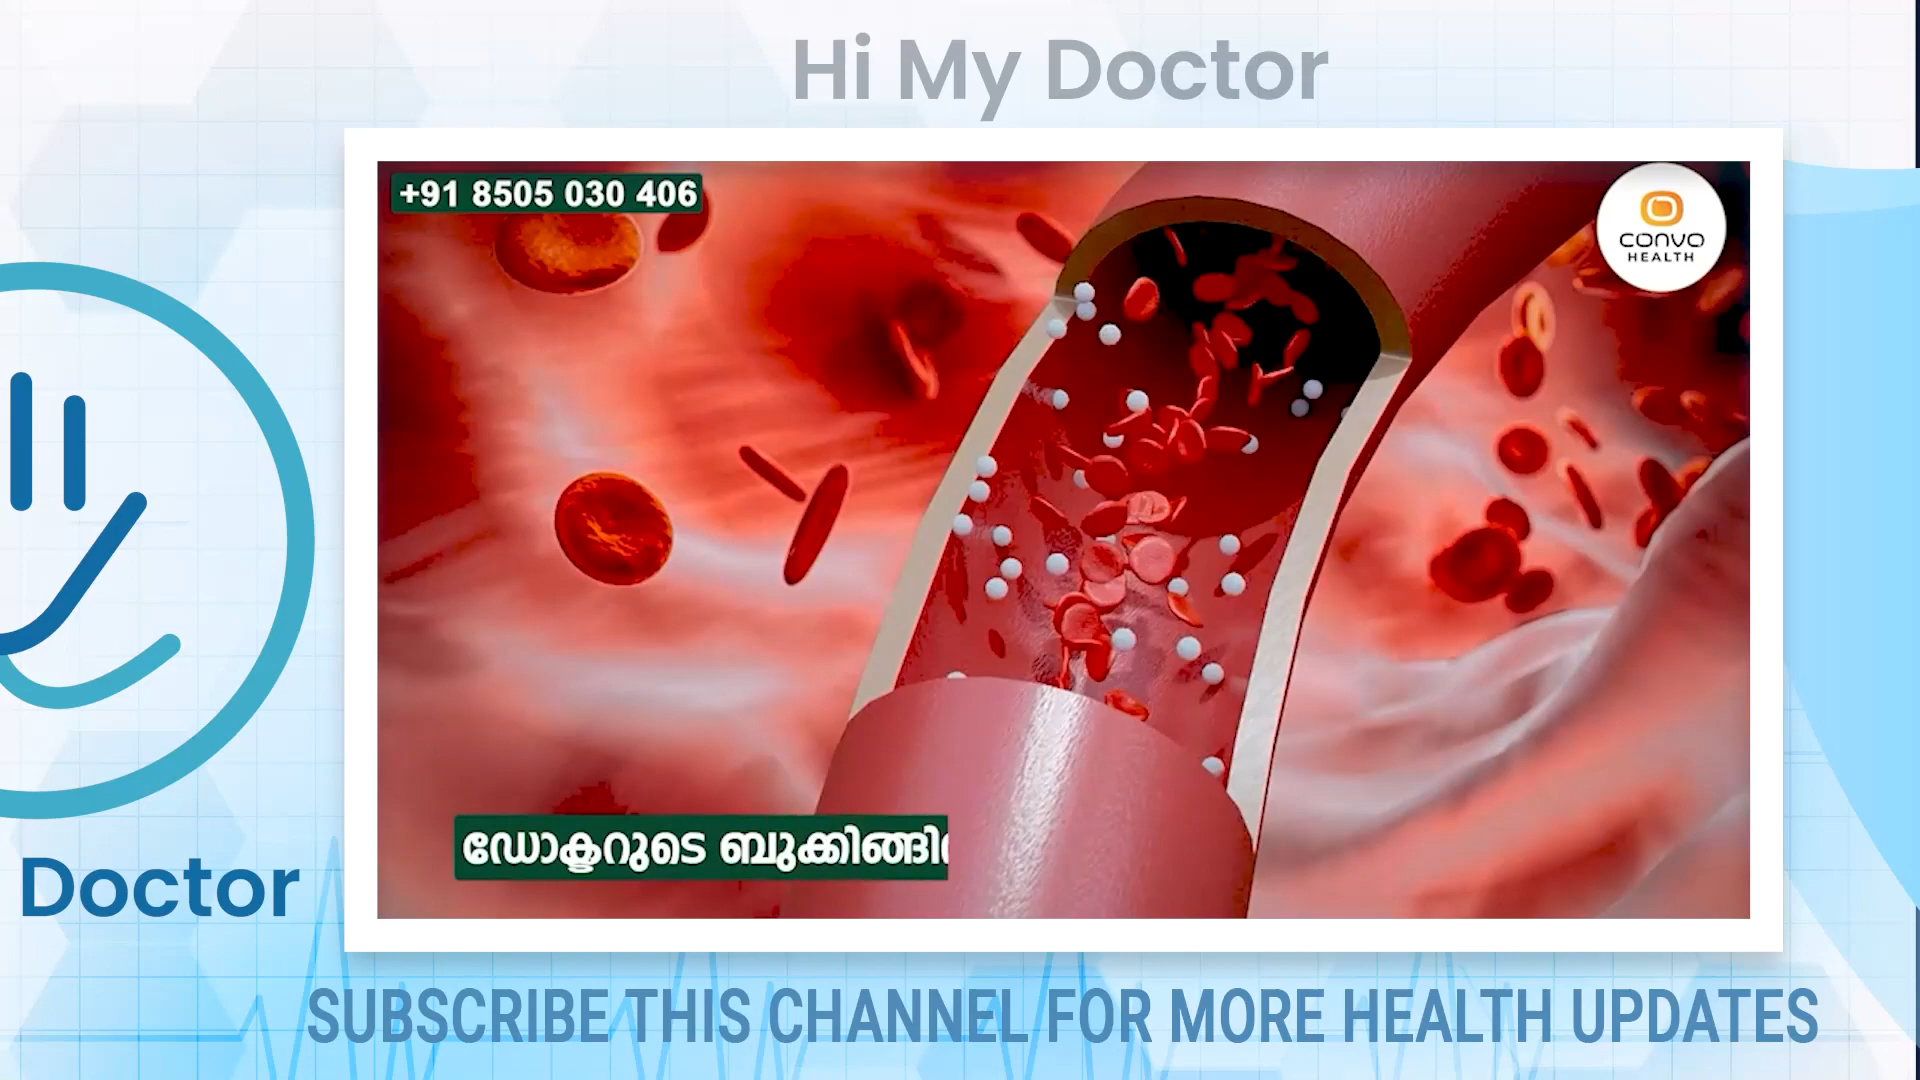 Hi My Doctor
+91 8505 030 406
CONVO
HEALTH
ഡോക്ടറുടെ
Doctor
SUBSCRIBE THIS CHANNEL FOR MORE HEALTH UPDATES